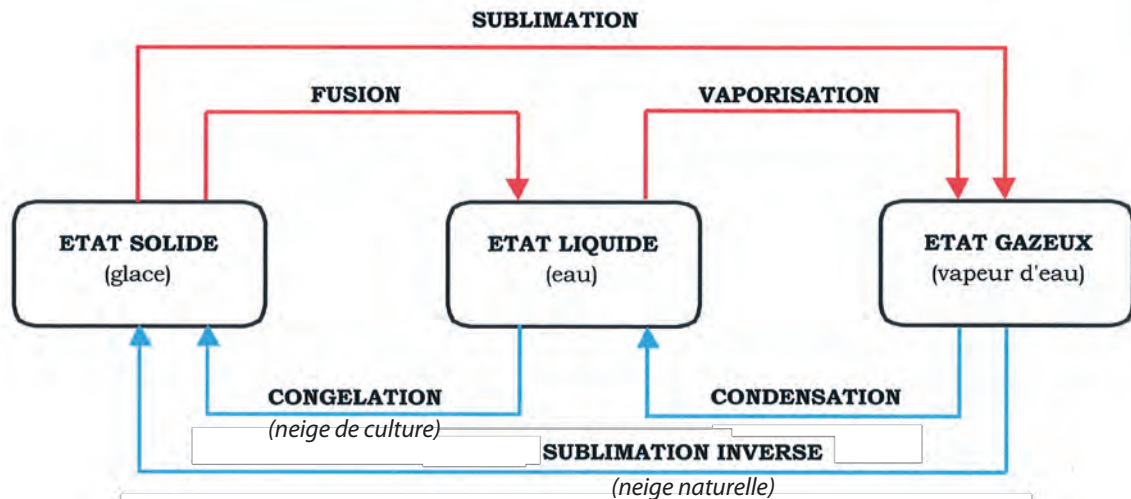 SUBLIMATION
FUSION
VAPORISATION
ETAT SOLIDE
(glace)
ETAT LIQUIDE
(eau)
ETAT GAZEUX
(vapeur d'eau)
CONGELATION
(neige de culture)
CONDENSATION
SUBLIMATION INVERSE
(neige naturelle)